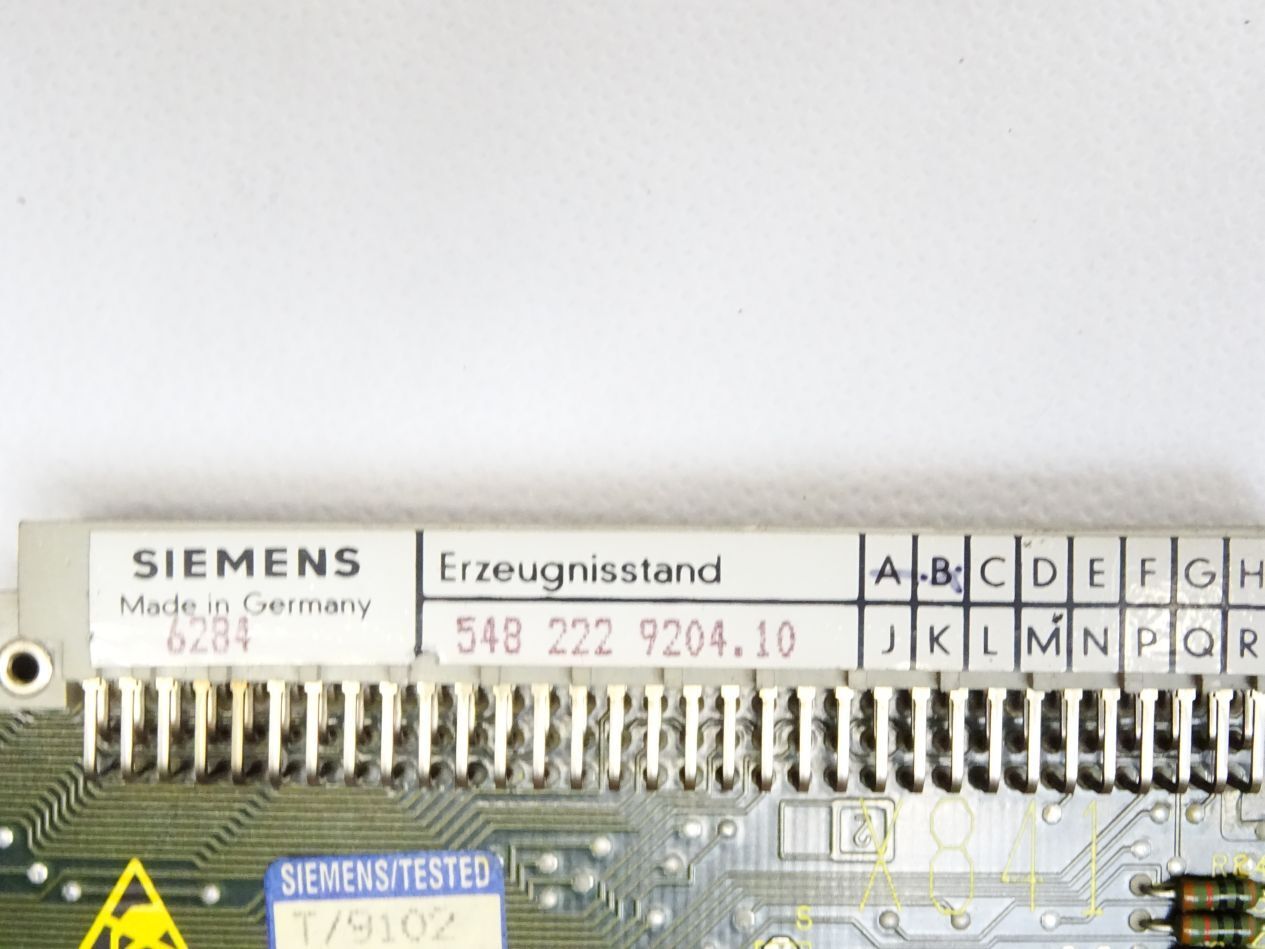 SIEMENS
Made in Germany
6284
Erzeugnisstand
548 222 9204.10
A B C D E F G H
J K L M N P Q R
X841
SIEMENS/TESTED
T/9102
S